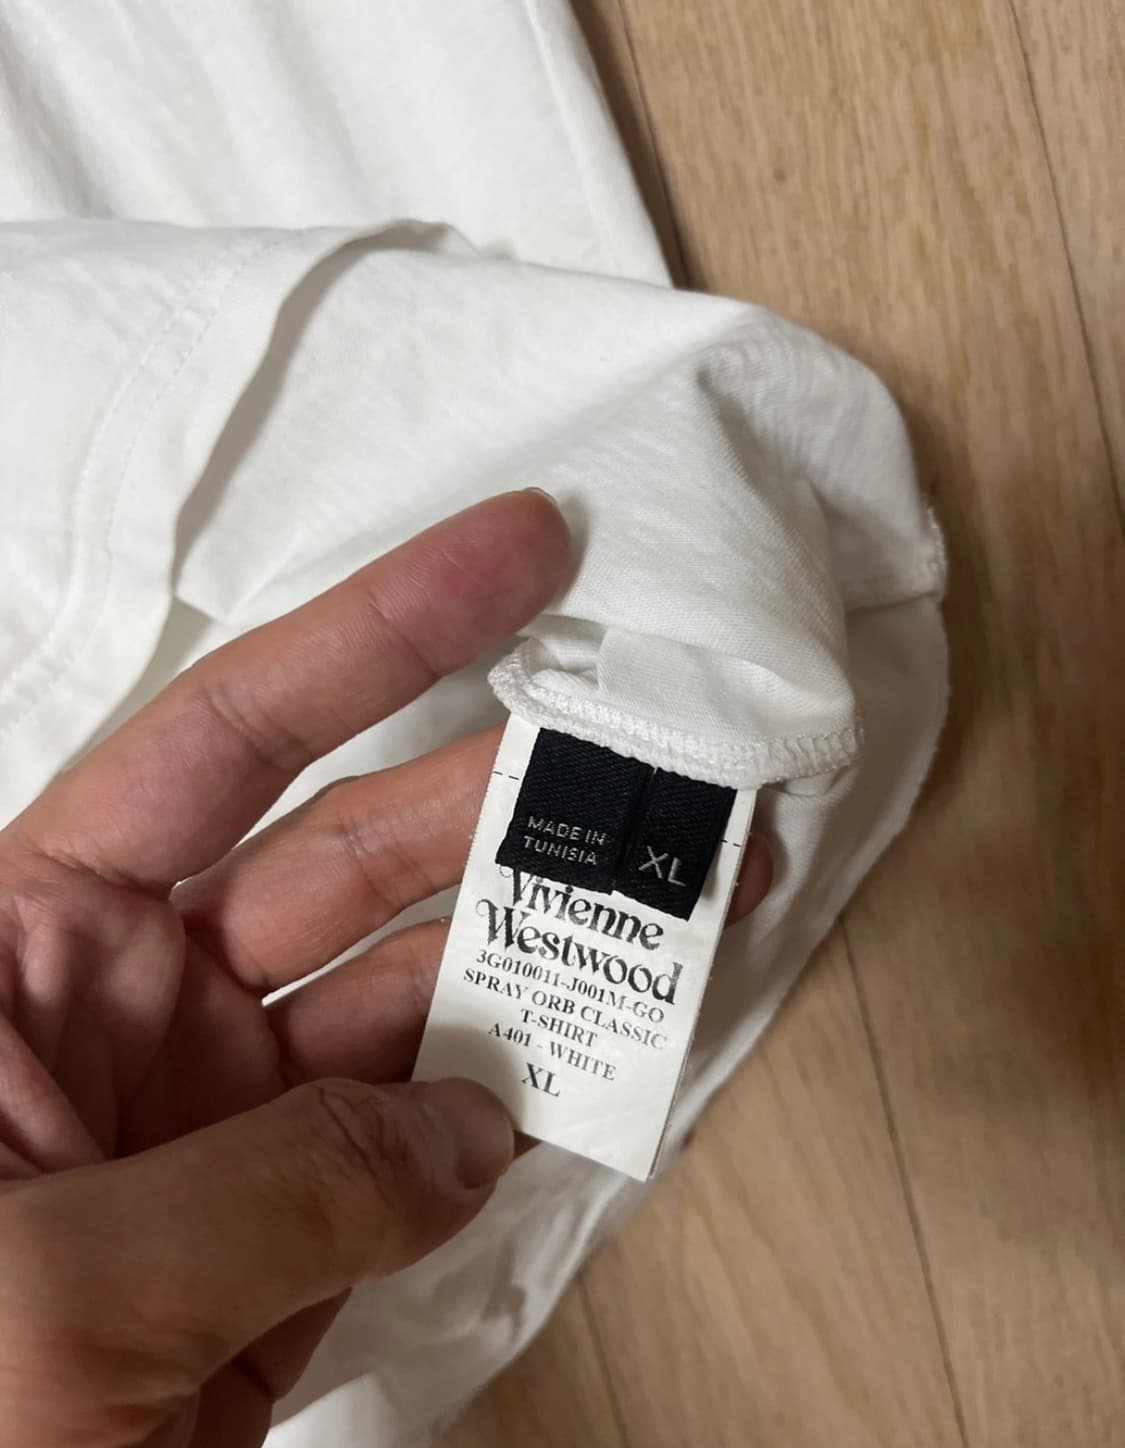 MADE IN
TUNISIA
XL
Vivienne
Westwood
3G010011-J001M-GO
SPRAY ORB CLASSIC
T-SHIRT
A401 - WHITE
XL